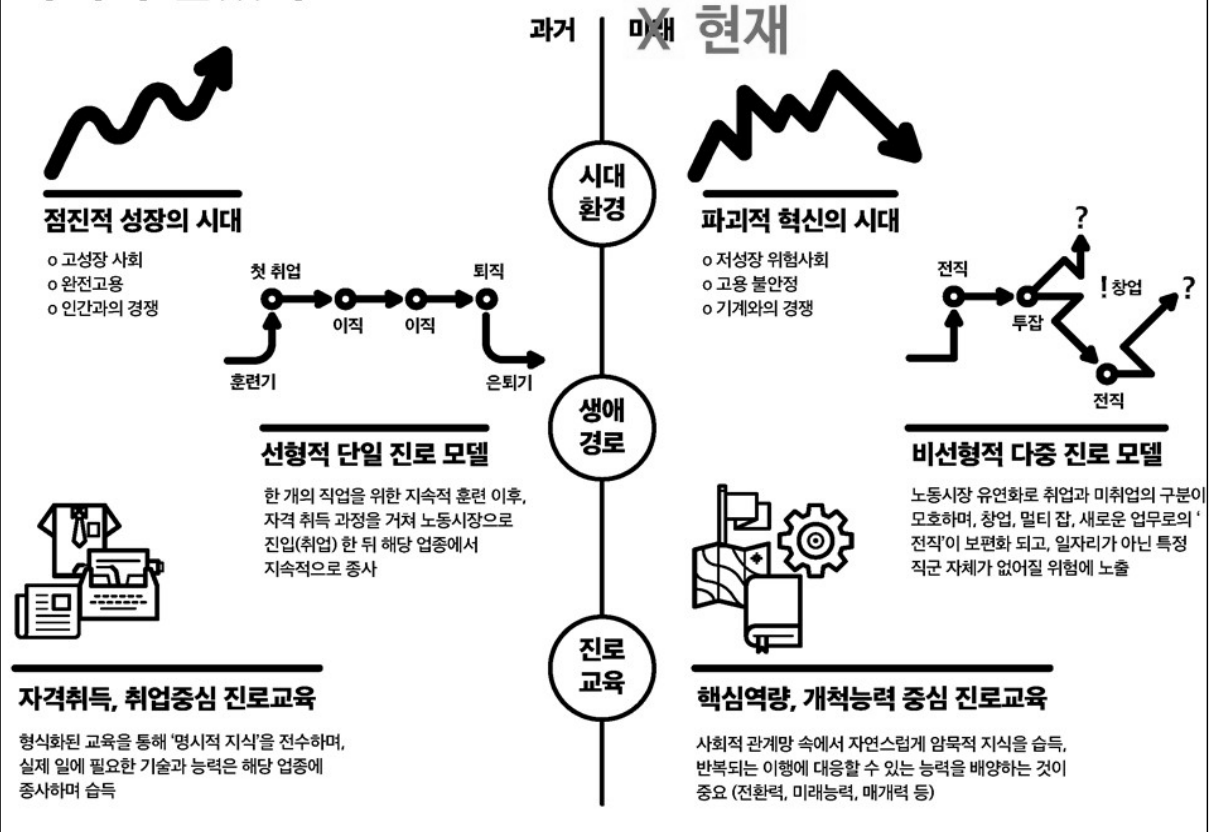 과거
미래 X 현재
시대
환경
점진적 성장의 시대
o 고성장 사회
o 완전고용
o 인간과의 경쟁
파괴적 혁신의 시대
o 저성장 위험사회
o 고용 불안정
o 기계와의 경쟁
생애
경로
첫 취업
이직
이직
퇴직
훈련기
은퇴기
선형적 단일 진로 모델
한 개의 직업을 위한 지속적 훈련 이후,
자격 취득 과정을 거쳐 노동시장으로
진입(취업) 한 뒤 해당 업종에서
지속적으로 종사
전직
투잡
?
! 창업
?
전직
비선형적 다중 진로 모델
노동시장 유연화로 취업과 미취업의 구분이
모호하며, 창업, 멀티 잡, 새로운 업무로의 ‘
전직’이 보편화 되고, 일자리가 아닌 특정
직군 자체가 없어질 위험에 노출
진로
교육
자격취득, 취업중심 진로교육
형식화된 교육을 통해 ‘명시적 지식’을 전수하며,
실제 일에 필요한 기술과 능력은 해당 업종에
종사하며 습득
핵심역량, 개척능력 중심 진로교육
사회적 관계망 속에서 자연스럽게 암묵적 지식을 습득,
반복되는 이행에 대응할 수 있는 능력을 배양하는 것이
중요 (전환력, 미래능력, 매개력 등)